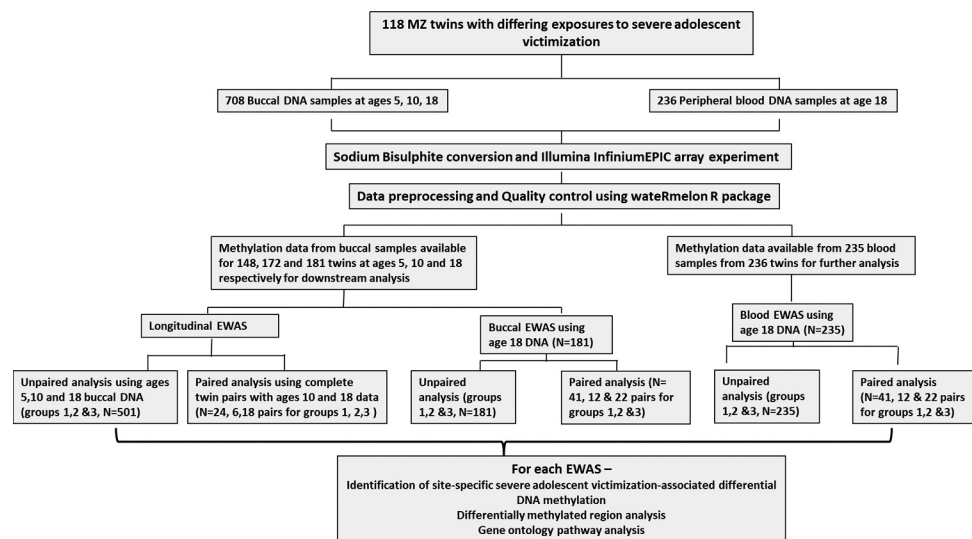 118 MZ twins with differing exposures to severe adolescent
victimization
708 Buccal DNA samples at ages 5, 10, 18
236 Peripheral blood DNA samples at age 18
Sodium Bisulphite conversion and Illumina InfiniumEPIC array experiment
Data preprocessing and Quality control using wateRmelon R package
Methylation data from buccal samples available
for 148, 172 and 181 twins at ages 5, 10 and 18
respectively for downstream analysis
Methylation data available from 235 blood
samples from 236 twins for further analysis
Longitudinal EWAS
Buccal EWAS using
age 18 DNA (N=181)
Blood EWAS using
age 18 DNA (N=235)
Unpaired analysis using ages
5,10 and 18 buccal DNA
(groups 1,2 &3, N=501)
Paired analysis using complete
twin pairs with ages 10 and 18 data
(N=24, 6,18 pairs for groups 1, 2,3 )
Unpaired
analysis (groups
1,2 &3, N=181)
Paired analysis (N=
41, 12 & 22 pairs for
groups 1,2 &3)
Unpaired
analysis (groups
1,2 &3, N=235)
Paired analysis
(N=41, 12 & 22 pairs
for groups 1,2 &3)
For each EWAS –
Identification of site-specific severe adolescent victimization-associated differential
DNA methylation
Differentially methylated region analysis
Gene ontology pathway analysis